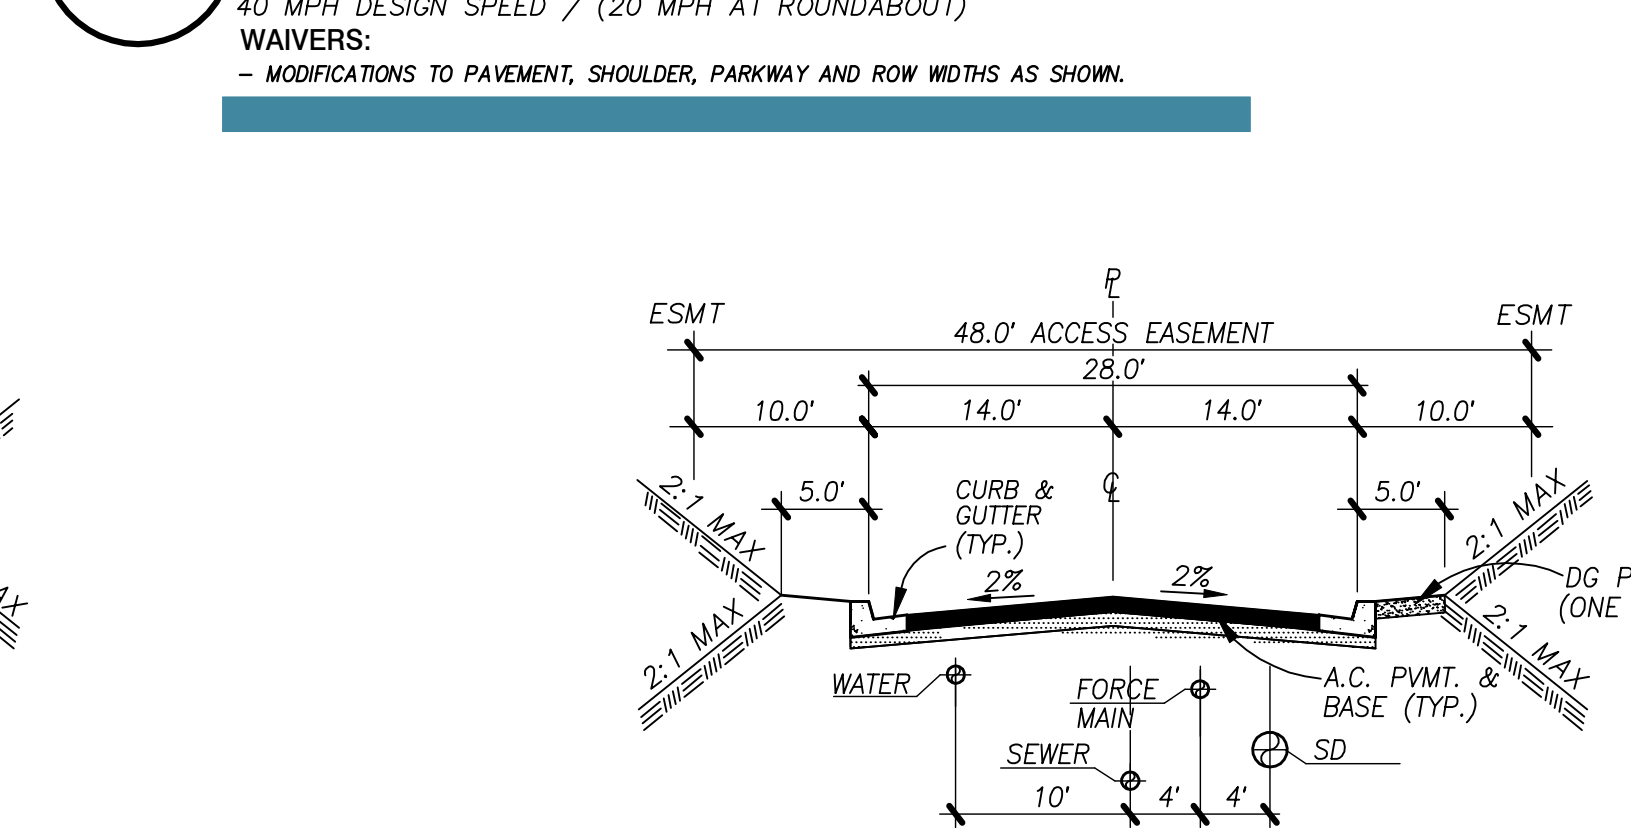 40 MPH DESIGN SPEED / (20 MPH AT ROUNDABOUT)
WAIVERS:
- MODIFICATIONS TO PAVEMENT, SHOULDER, PARKWAY AND ROW WIDTHS AS SHOWN.
PL
ESMT
ESMT
48.0' ACCESS EASEMENT
28.0'
10.0'
14.0'
14.0'
10.0'
2:1 MAX
5.0'
CURB &
GUTTER
(TYP.)
CL
5.0'
2:1 MAX
2%
2%
DG P
(ONE
2:1 MAX
2:1 MAX
WATER
FORCE
MAIN
A.C. PVMT. &
BASE (TYP.)
SEWER
SD
10'
4'
4'